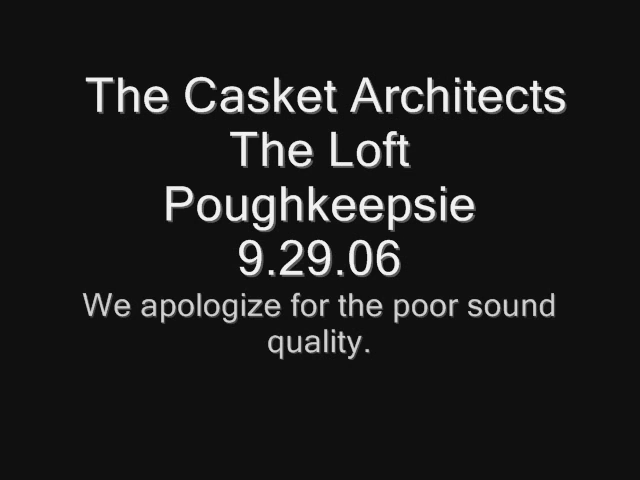 The Casket Architects
The Loft
Poughkeepsie
9.29.06
We apologize for the poor sound
quality.